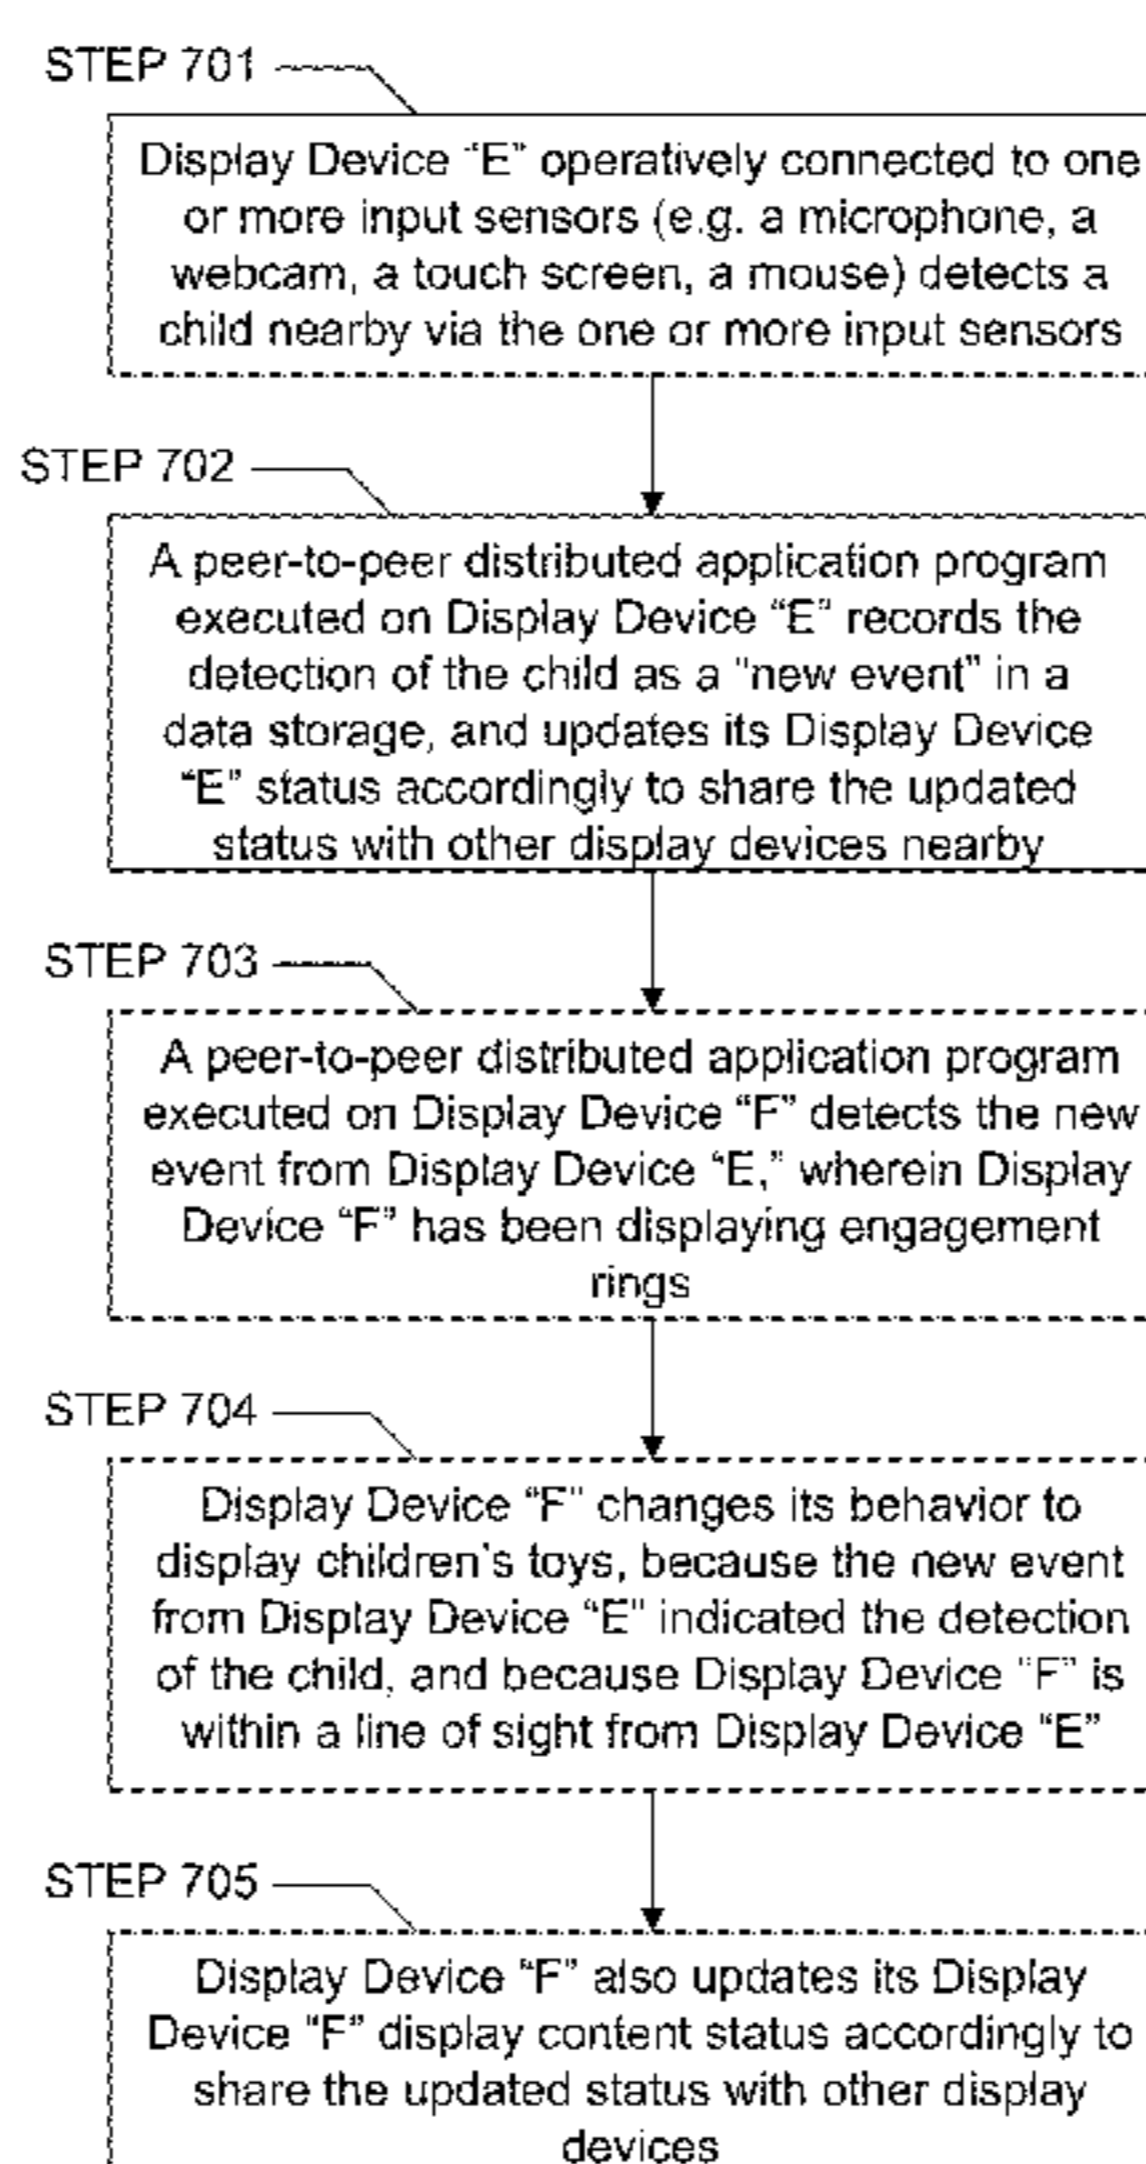 STEP 701
Display Device “E” operatively connected to one
or more input sensors (e.g. a microphone, a
webcam, a touch screen, a mouse) detects a
child nearby via the one or more input sensors
STEP 702
A peer-to-peer distributed application program
executed on Display Device “E” records the
detection of the child as a “new event” in a
data storage, and updates its Display Device
“E” status accordingly to share the updated
status with other display devices nearby
STEP 703
A peer-to-peer distributed application program
executed on Display Device “F” detects the new
event from Display Device “E,” wherein Display
Device “F” has been displaying engagement
rings
STEP 704
Display Device “F” changes its behavior to
display children's toys, because the new event
from Display Device “E” indicated the detection
of the child, and because Display Device “F” is
within a line of sight from Display Device “E”
STEP 705
Display Device “F” also updates its Display
Device “F” display content status accordingly to
share the updated status with other display
devices